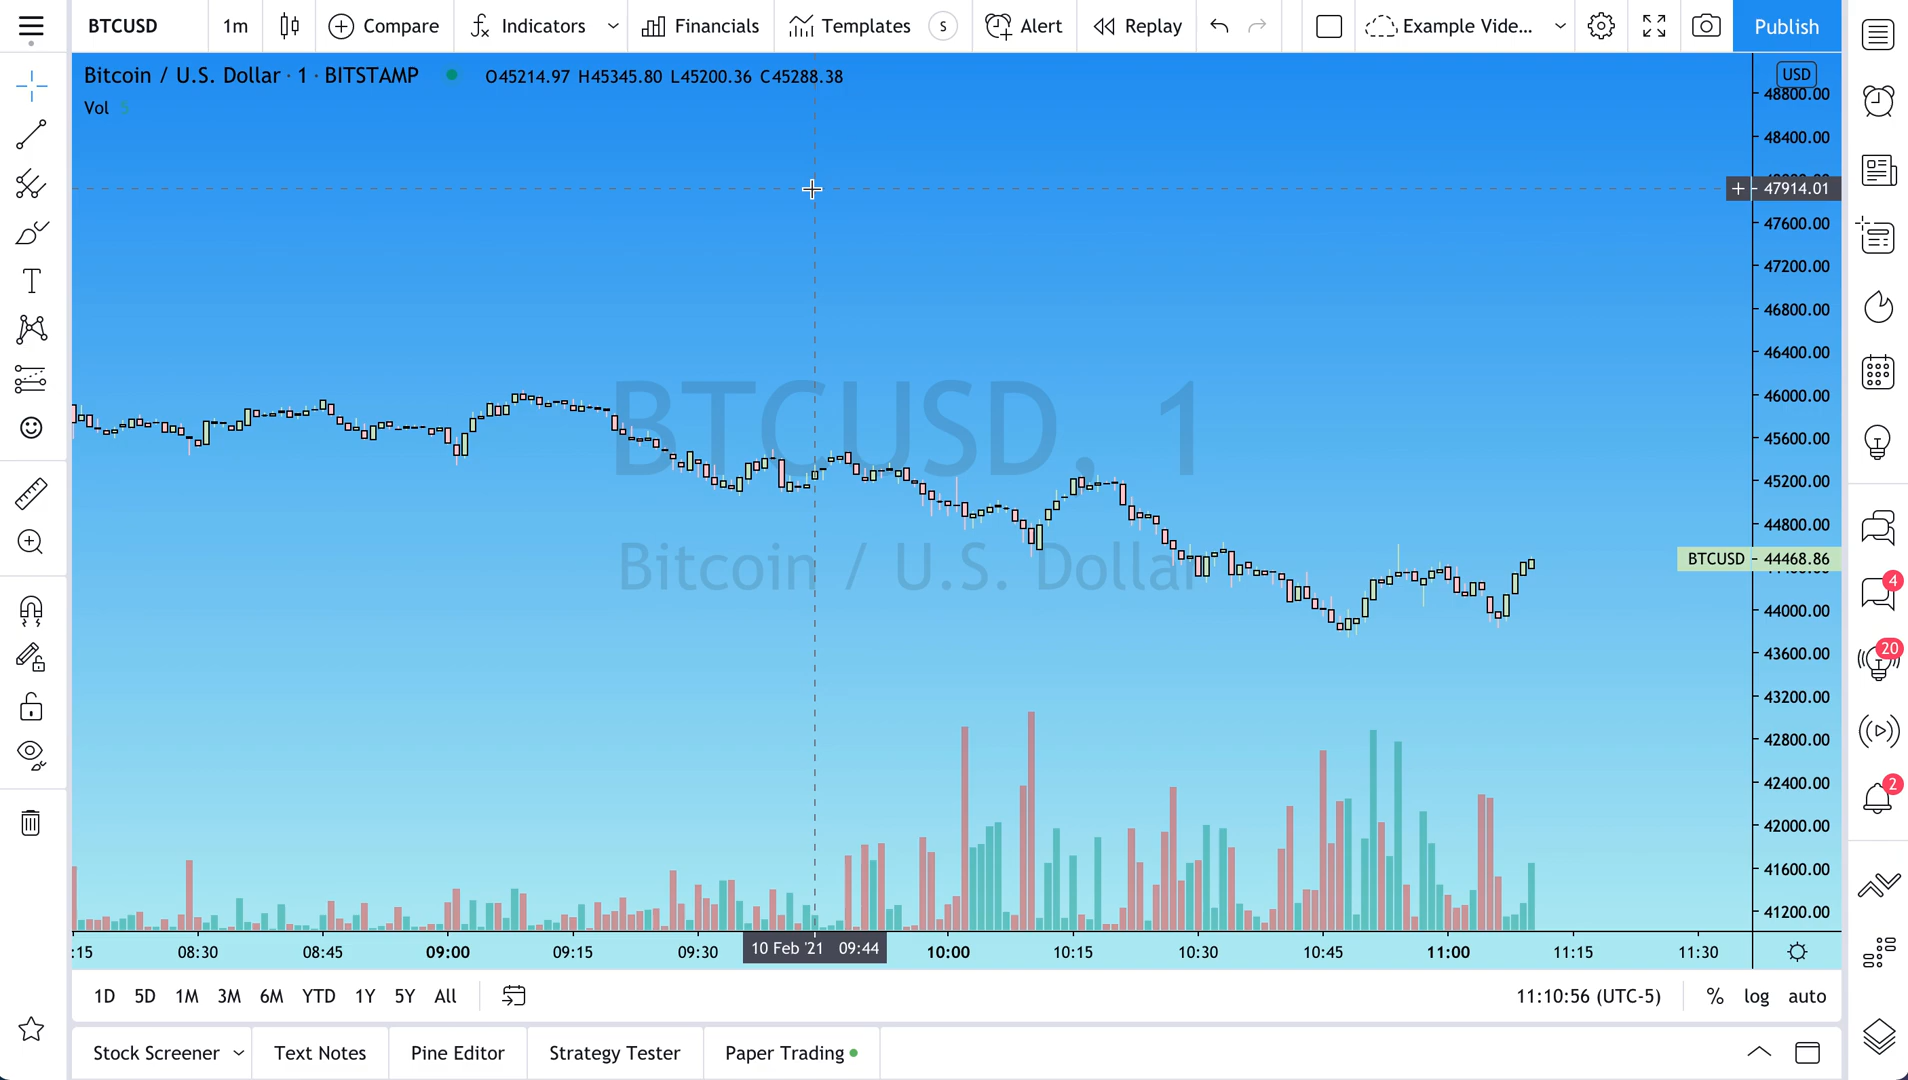 BTCUSD
1m
Compare
Indicators
Financials
Templates
S
Alert
Replay
Example Vide...
Publish
Bitcoin / U.S. Dollar · 1 · BITSTAMP
O45214.97 H45345.80 L45200.36 C45288.38
Vol 5
USD
48800.00
48400.00
47914.01
47600.00
47200.00
46800.00
46400.00
46000.00
45600.00
45200.00
44800.00
BTCUSD 44468.86
44000.00
43600.00
43200.00
42800.00
42400.00
42000.00
41600.00
41200.00
BTCUSD, 1
Bitcoin / U.S. Dollar
4
20
2
:15 08:30 08:45 09:00 09:15 09:30 10 Feb '21 09:44 10:00 10:15 10:30 10:45 11:00 11:15 11:30
1D 5D 1M 3M 6M YTD 1Y 5Y All
11:10:56 (UTC-5) % log auto
Stock Screener Text Notes Pine Editor Strategy Tester Paper Trading